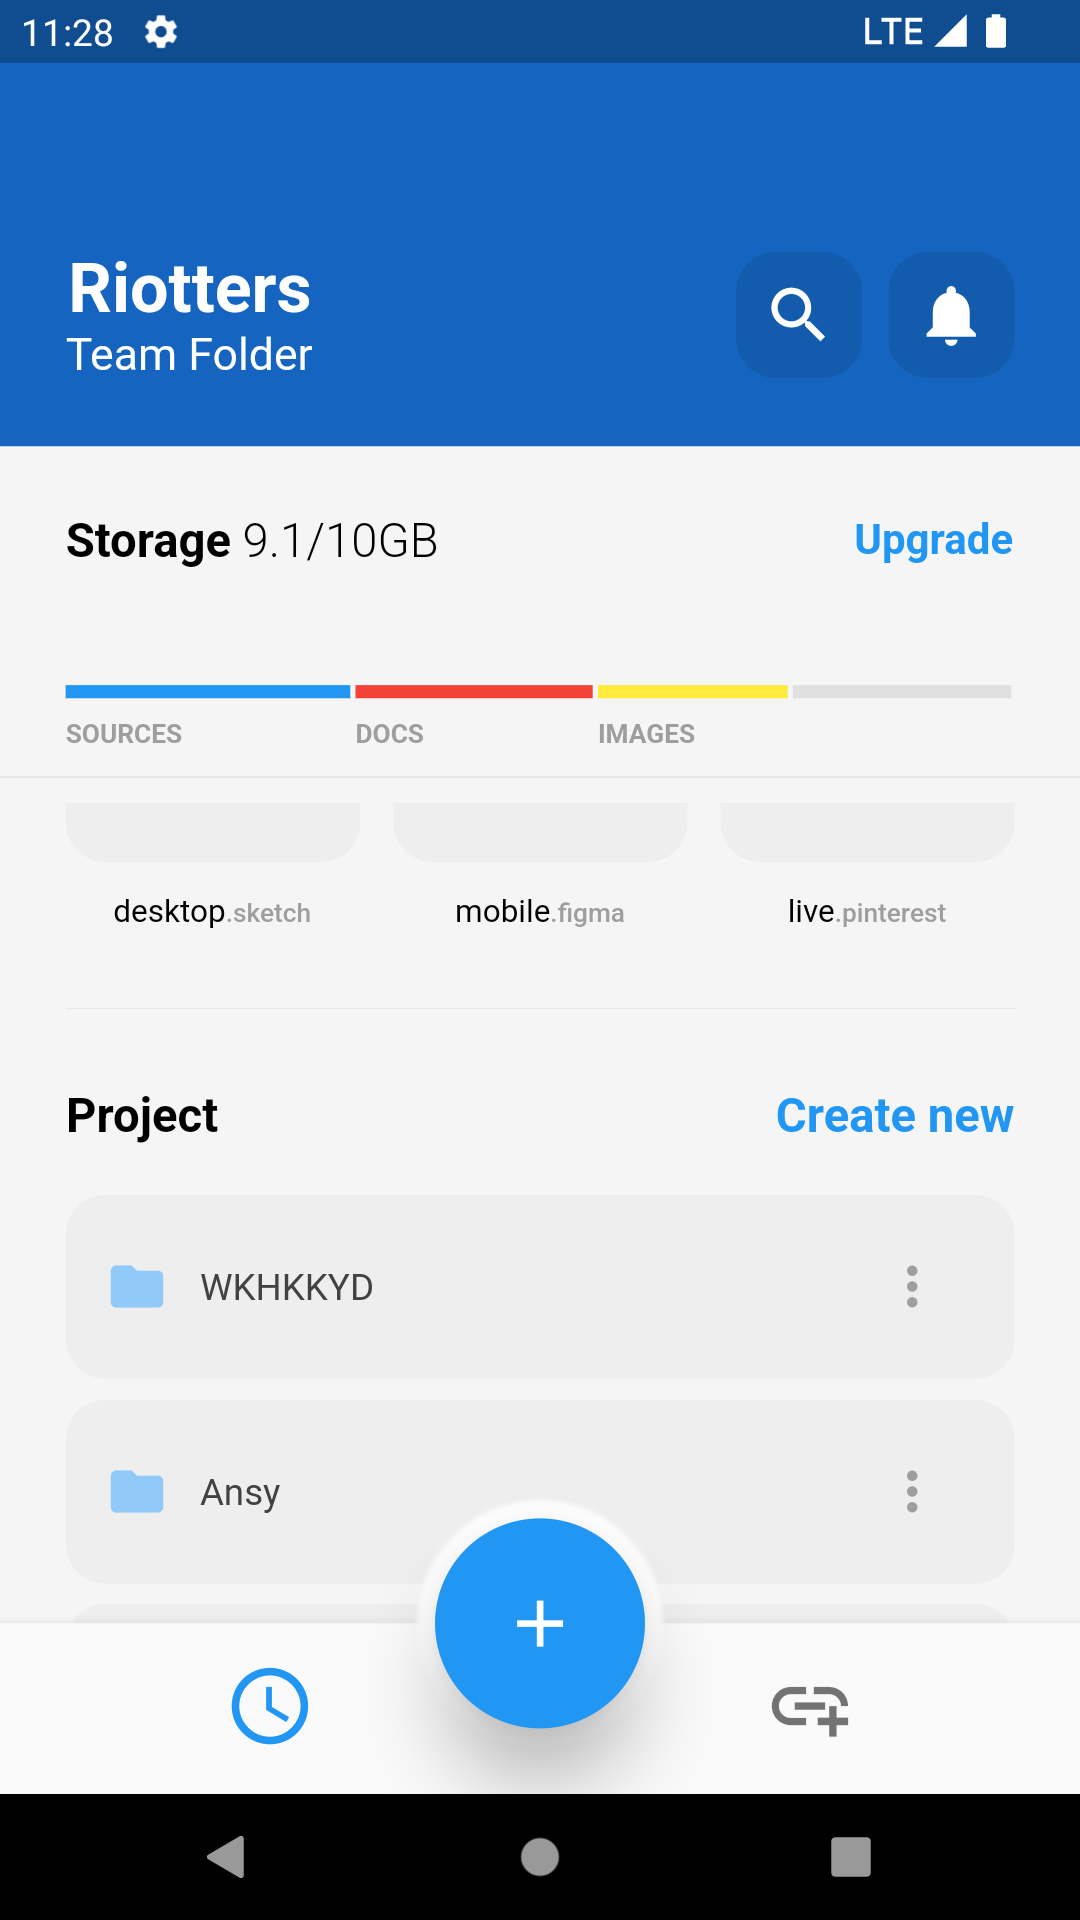 11:28 LTE
Riotters
Team Folder
Storage 9.1/10GB Upgrade
SOURCES DOCS IMAGES
desktop.sketch mobile.figma live.pinterest
Project Create new
WKHKKYD
Ansy